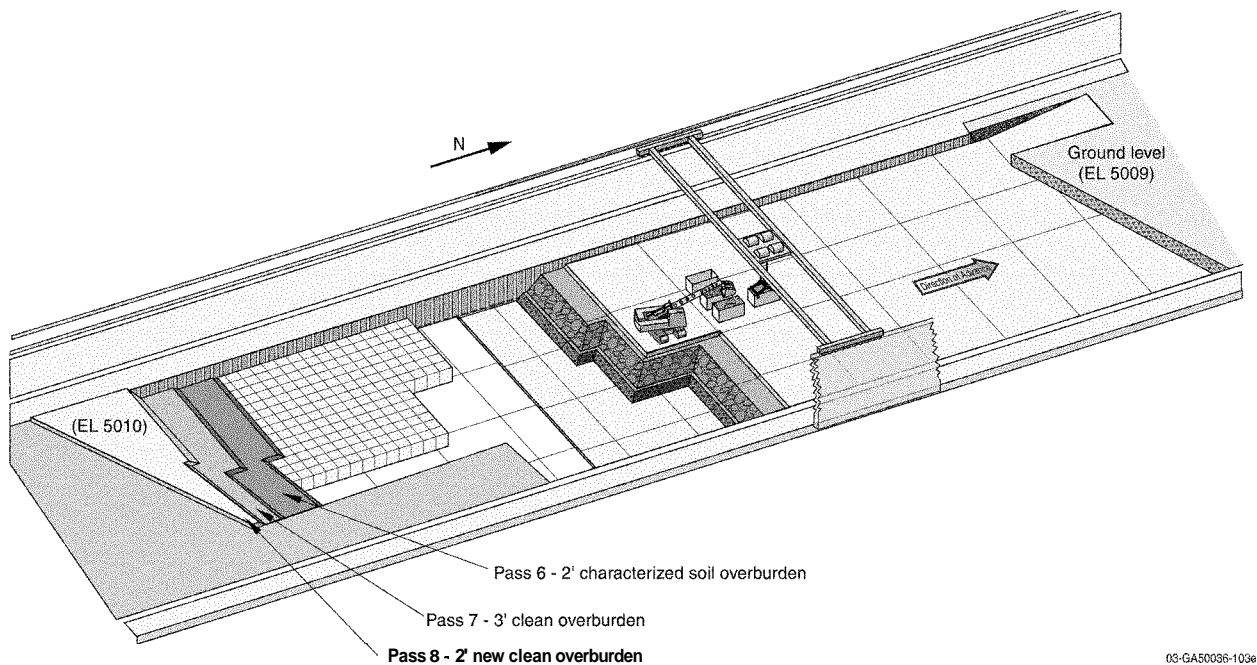 N
Ground level
(EL 5009)
Direction of Advance
(EL 5010)
Pass 6 - 2' characterized soil overburden
Pass 7 - 3' clean overburden
Pass 8 - 2' new clean overburden
03-GA50036-103e